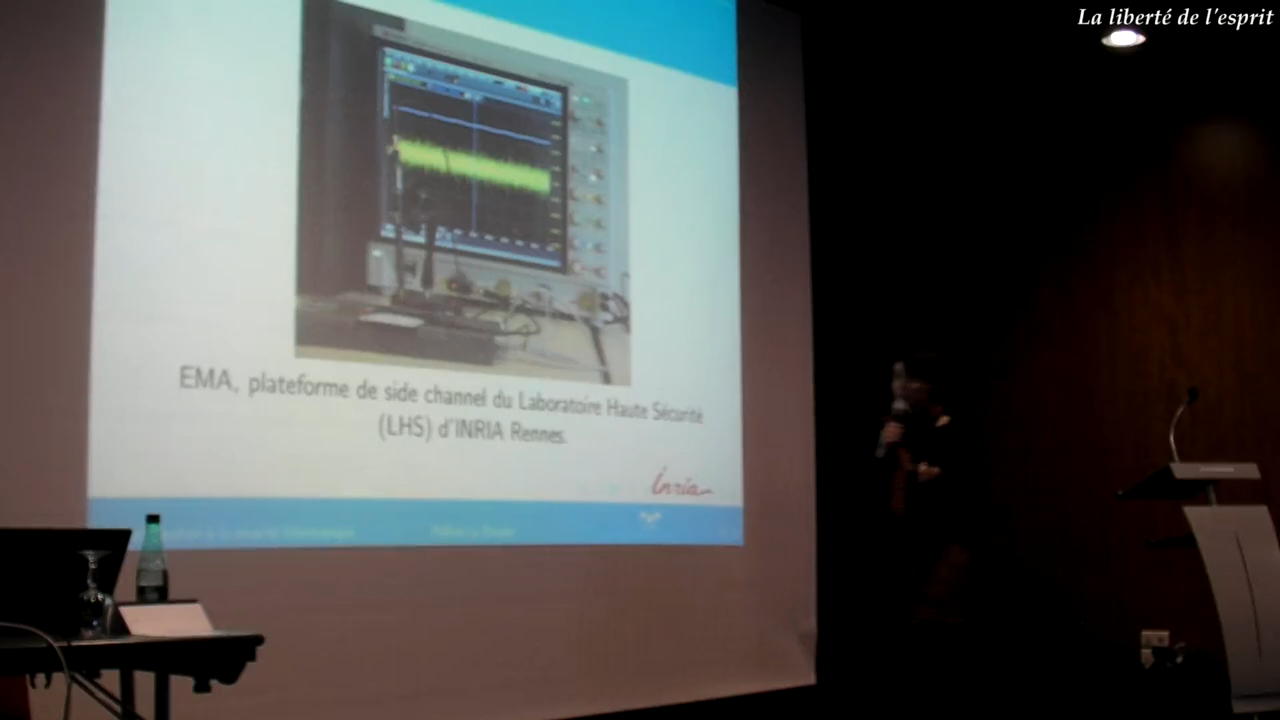 La liberté de l'esprit
EMA, plateforme de side channel du Laboratoire Haute Sécurité
(LHS) d'INRIA Rennes.
Inria